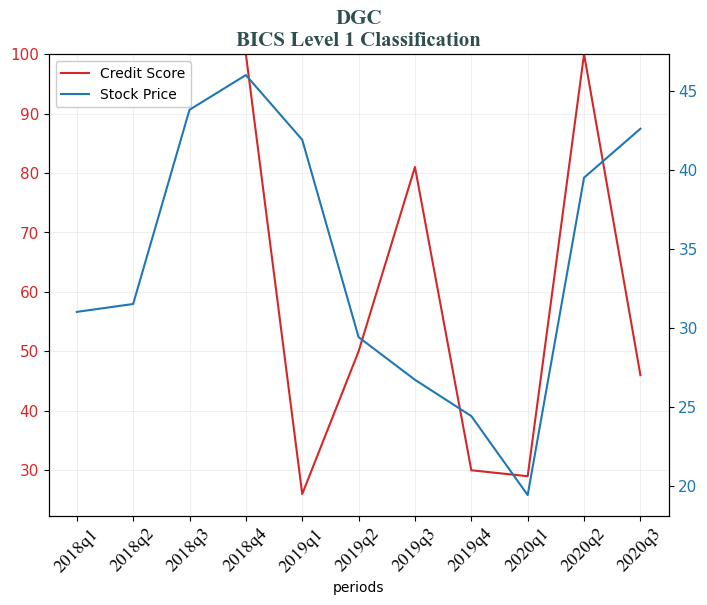 DGC
BICS Level 1 Classification
Credit Score
Stock Price
100
90
80
70
60
50
40
30
45
40
35
30
25
20
2018q1
2018q2
2018q3
2018q4
2019q1
2019q2
2019q3
2019q4
2020q1
2020q2
2020q3
periods